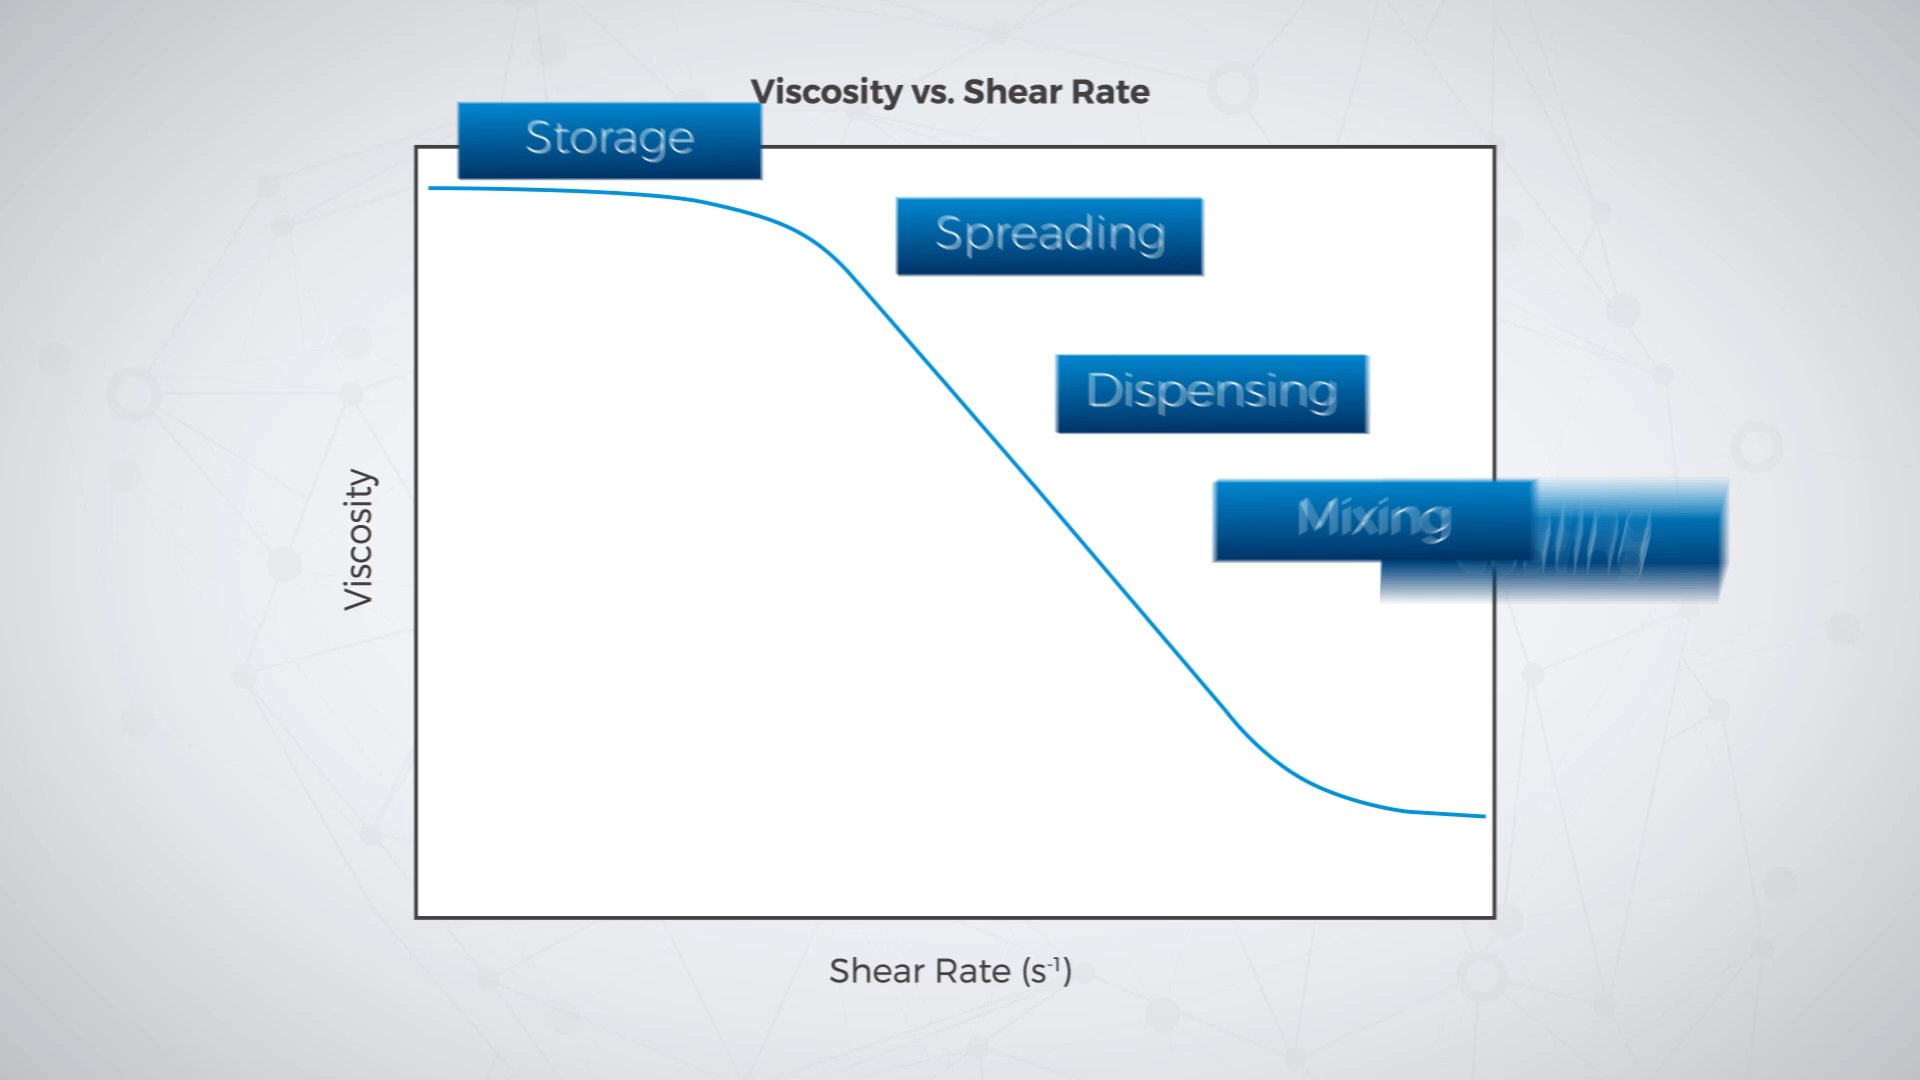 Viscosity vs. Shear Rate
Storage
Spreading
Dispensing
Mixing
Viscosity
Shear Rate (s⁻¹)